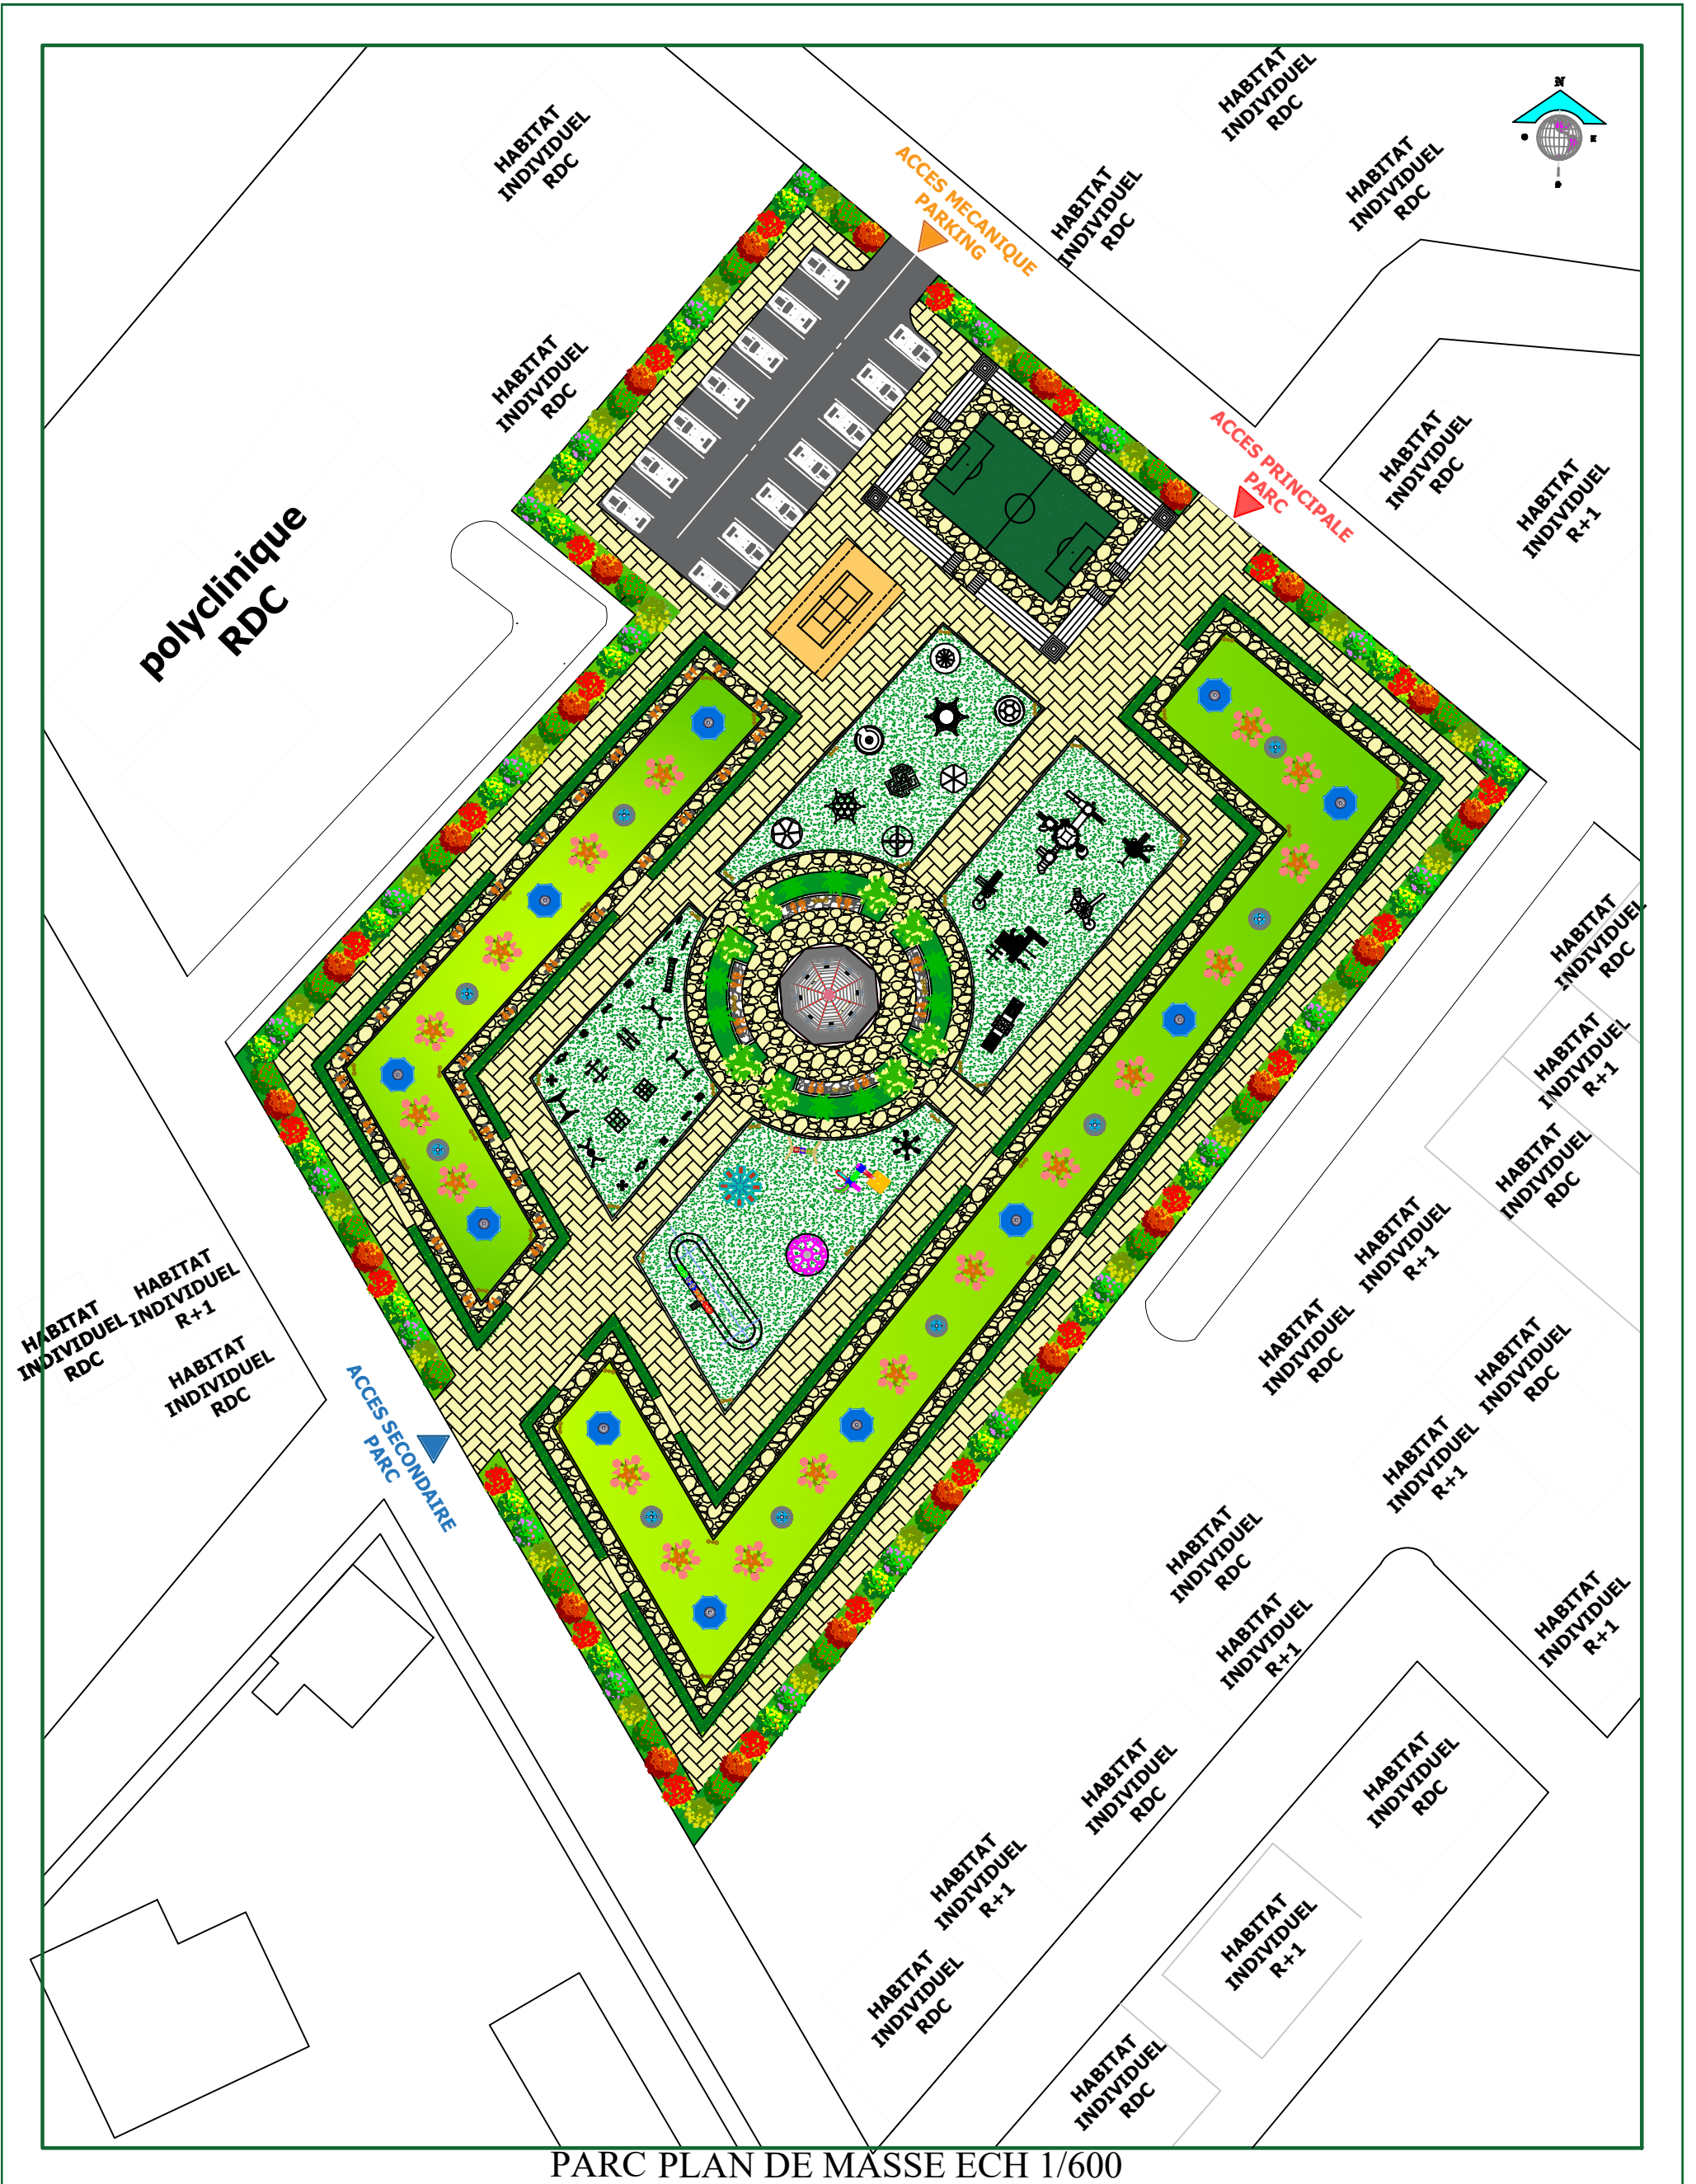 HABITAT
INDIVIDUEL
RDC
HABITAT
INDIVIDUEL
RDC
N
HABITAT
INDIVIDUEL
RDC
ACCES MECANIQUE
PARKING
HABITAT
INDIVIDUEL
RDC
HABITAT
INDIVIDUEL
RDC
ACCES PRINCIPALE
PARC
HABITAT
INDIVIDUEL
RDC
HABITAT
INDIVIDUEL
R+1
polyclinique
RDC
HABITAT
INDIVIDUEL
RDC
HABITAT
INDIVIDUEL
R+1
HABITAT
INDIVIDUEL
RDC
HABITAT
INDIVIDUEL
R+1
HABITAT
INDIVIDUEL
R+1
HABITAT
INDIVIDUEL
RDC
HABITAT
INDIVIDUEL
RDC
HABITAT
INDIVIDUEL
RDC
HABITAT
INDIVIDUEL
RDC
ACCES SECONDAIRE
PARC
HABITAT
INDIVIDUEL
R+1
HABITAT
INDIVIDUEL
RDC
HABITAT
INDIVIDUEL
R+1
HABITAT
INDIVIDUEL
R+1
HABITAT
INDIVIDUEL
RDC
HABITAT
INDIVIDUEL
RDC
HABITAT
INDIVIDUEL
R+1
HABITAT
INDIVIDUEL
R+1
HABITAT
INDIVIDUEL
RDC
HABITAT
INDIVIDUEL
RDC
PARC PLAN DE MASSE ECH 1/600